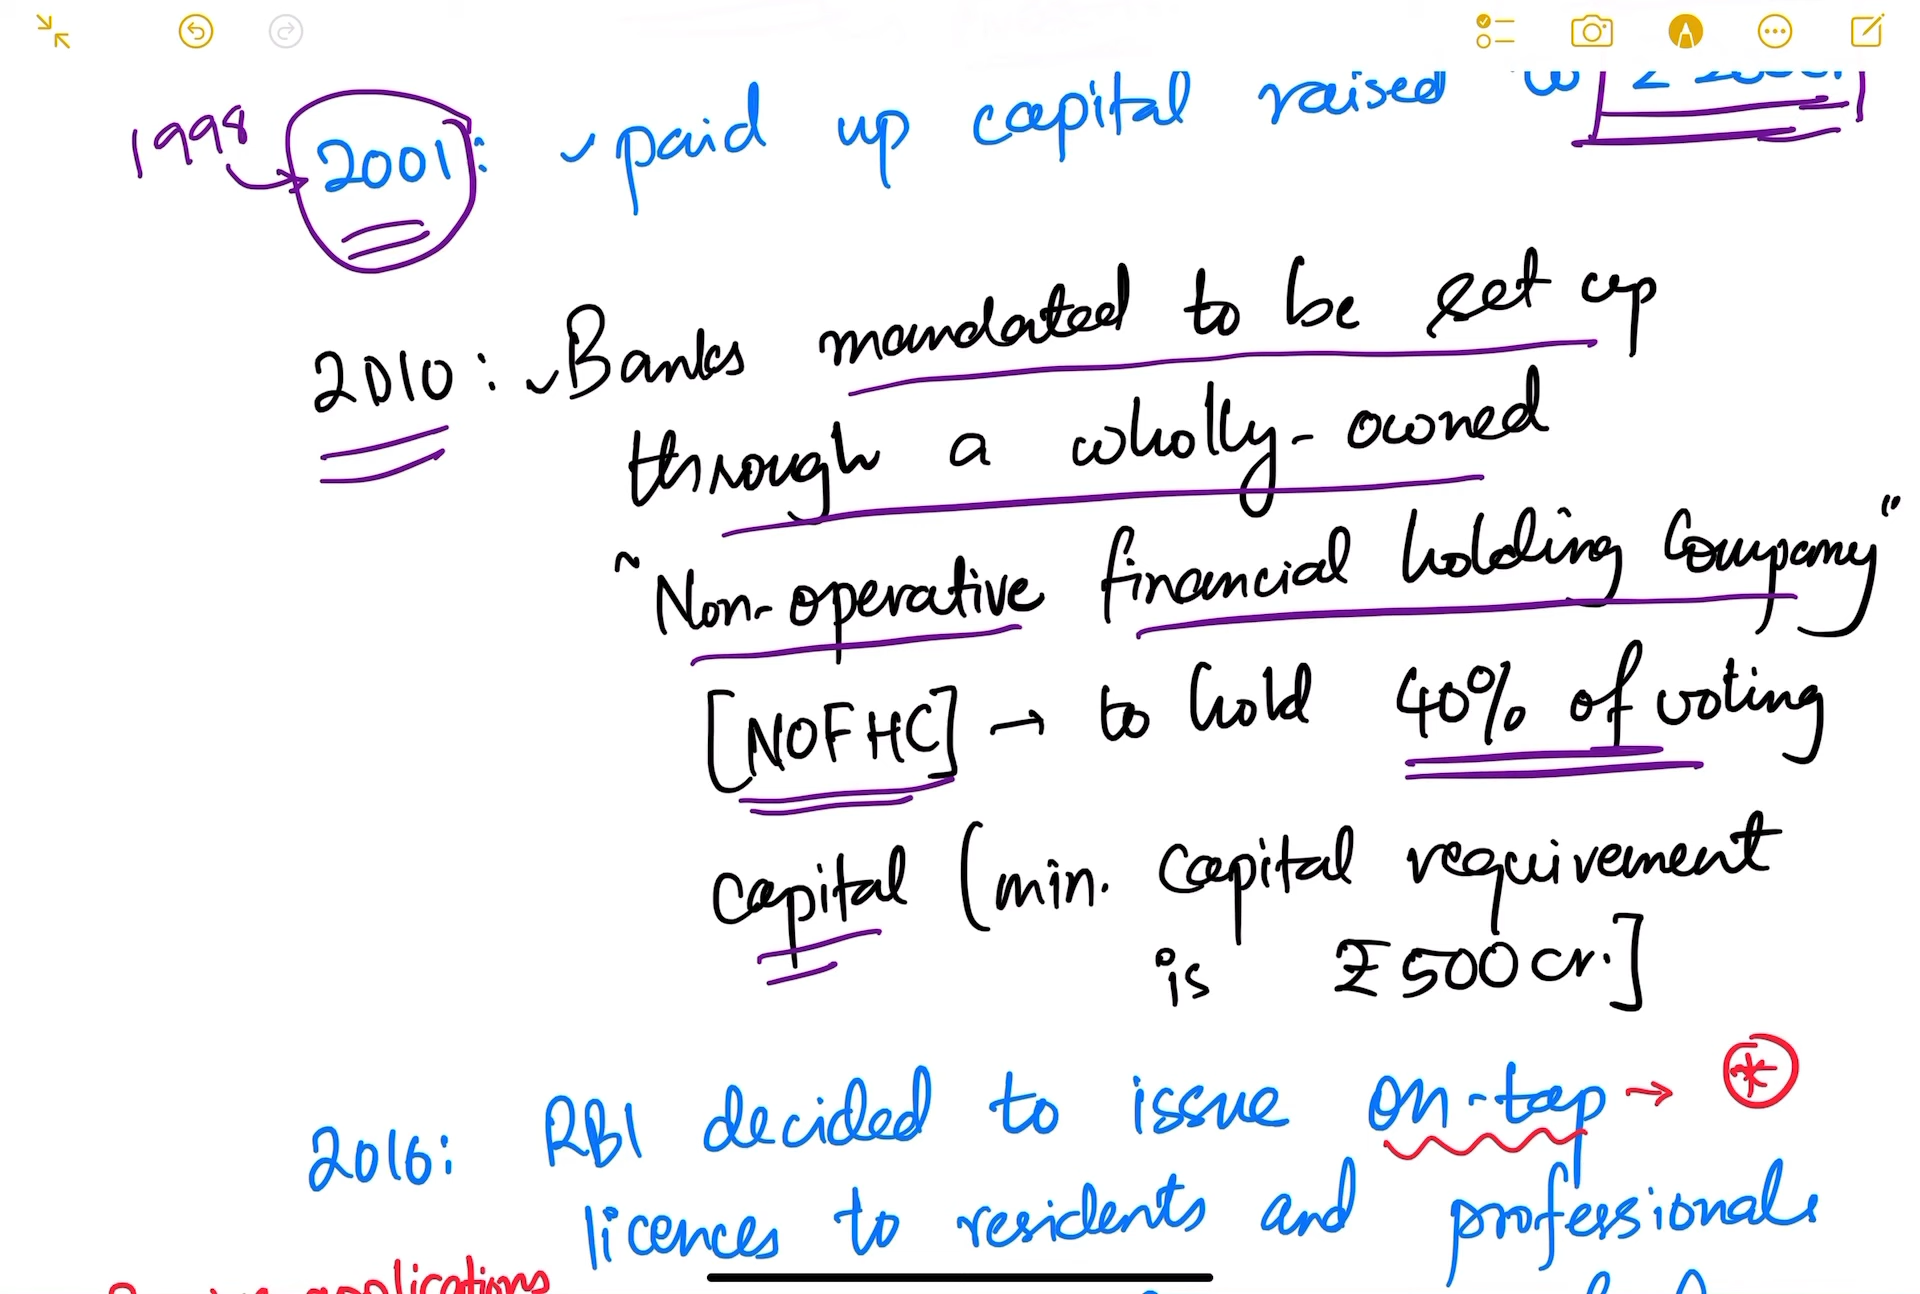 1998
2001: paid up capital raised to
2010: Banks mandated to be set up
through a wholly-owned
"Non-operative financial holding Company"
[NOFHC] → to hold 40% of voting
capital (min. capital requirement
is ₹500 cr.]
2016: RBI decided to issue on-tap →
licences to residents and professionals
applications